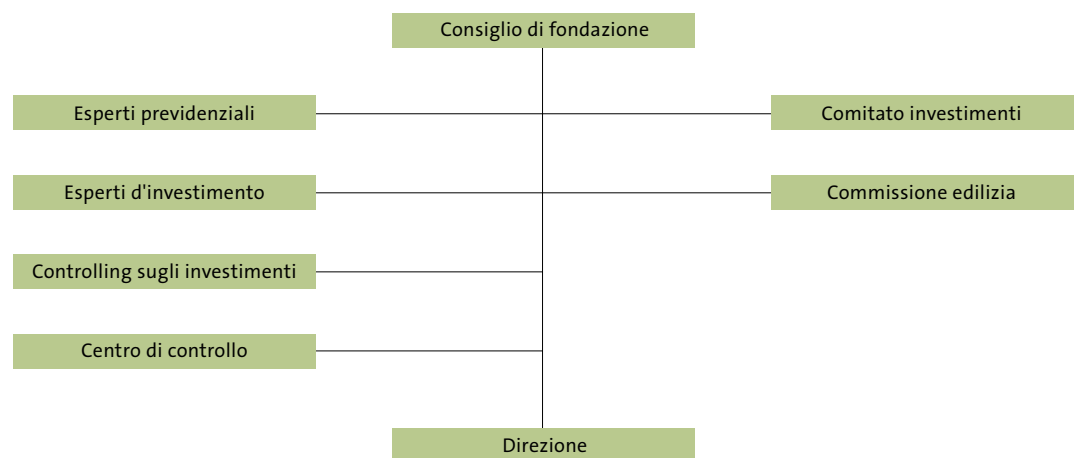 Consiglio di fondazione
Esperti previdenziali
Comitato investimenti
Esperti d'investimento
Commissione edilizia
Controlling sugli investimenti
Centro di controllo
Direzione